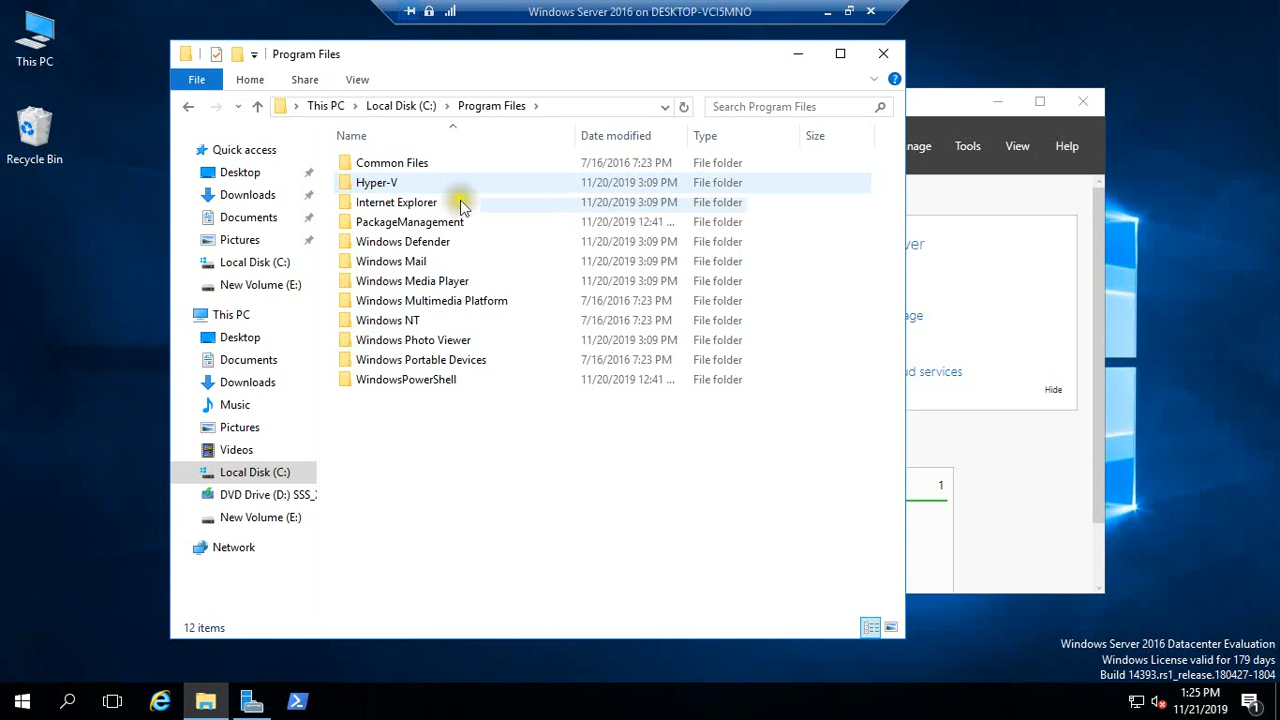 Windows Server 2016 on DESKTOP-VCI5MNO
This PC
Recycle Bin
Program Files
File
Home
Share
View
This PC
Local Disk (C:)
Program Files
Search Program Files
Name
Date modified
Type
Size
Common Files 7/16/2016 7:23 PM File folder
Hyper-V 11/20/2019 3:09 PM File folder
Internet Explorer 11/20/2019 3:09 PM File folder
PackageManagement 11/20/2019 12:41 ... File folder
Windows Defender 11/20/2019 3:09 PM File folder
Windows Mail 11/20/2019 3:09 PM File folder
Windows Media Player 11/20/2019 3:09 PM File folder
Windows Multimedia Platform 7/16/2016 7:23 PM File folder
Windows NT 7/16/2016 7:23 PM File folder
Windows Photo Viewer 11/20/2019 3:09 PM File folder
Windows Portable Devices 7/16/2016 7:23 PM File folder
WindowsPowerShell 11/20/2019 12:41 ... File folder
Quick access
Desktop
Downloads
Documents
Pictures
Local Disk (C:)
New Volume (E:)
This PC
Desktop
Documents
Downloads
Music
Pictures
Videos
Local Disk (C:)
DVD Drive (D:) SSS_
New Volume (E:)
Network
12 items
nage
Tools
View
Help
ver
age
d services
Hide
1
Windows Server 2016 Datacenter Evaluation
Windows License valid for 179 days
Build 14393.rs1_release.180427-1804
1:25 PM
11/21/2019
1